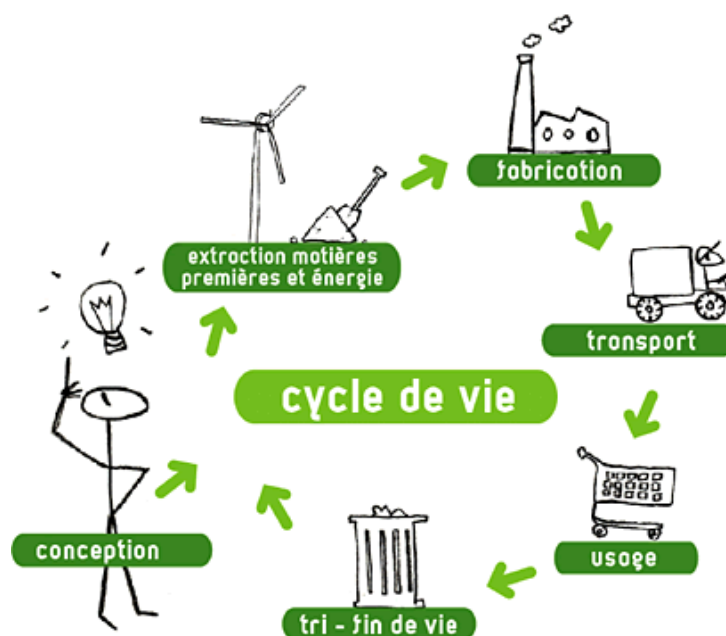 fabrication
extraction matières
premières et énergie
transport
cycle de vie
conception
usage
tri - fin de vie